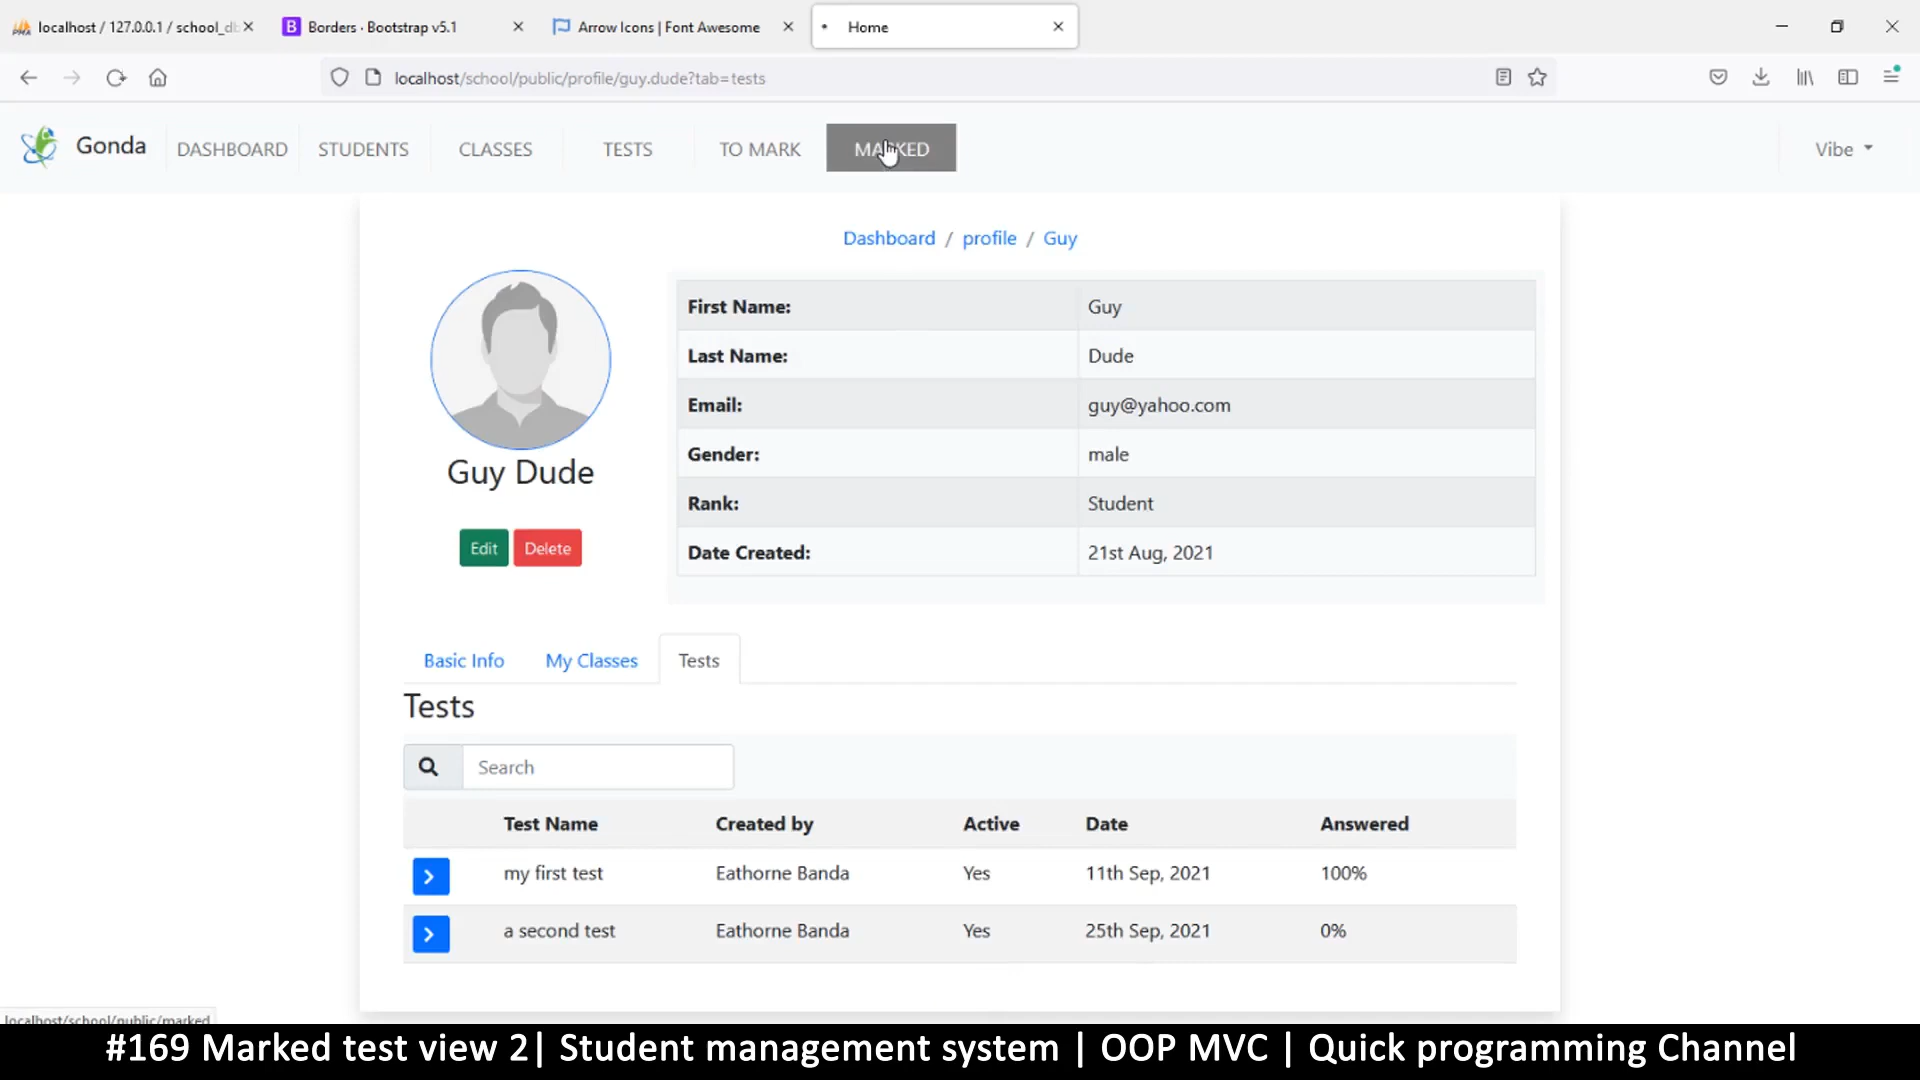 localhost / 127.0.0.1 / school_db
Borders · Bootstrap v5.1
Arrow Icons | Font Awesome
Home
localhost/school/public/profile/guy.dude?tab=tests
Gonda
DASHBOARD
STUDENTS
CLASSES
TESTS
TO MARK
MARKED
Vibe
Dashboard / profile / Guy
First Name: Guy
Last Name: Dude
Email: guy@yahoo.com
Gender: male
Rank: Student
Date Created: 21st Aug, 2021
Guy Dude
Edit Delete
Basic Info My Classes Tests
Tests
Search
Test Name Created by Active Date Answered
my first test Eathorne Banda Yes 11th Sep, 2021 100%
a second test Eathorne Banda Yes 25th Sep, 2021 0%
localhost/school/public/marked
#169 Marked test view 2| Student management system | OOP MVC | Quick programming Channel